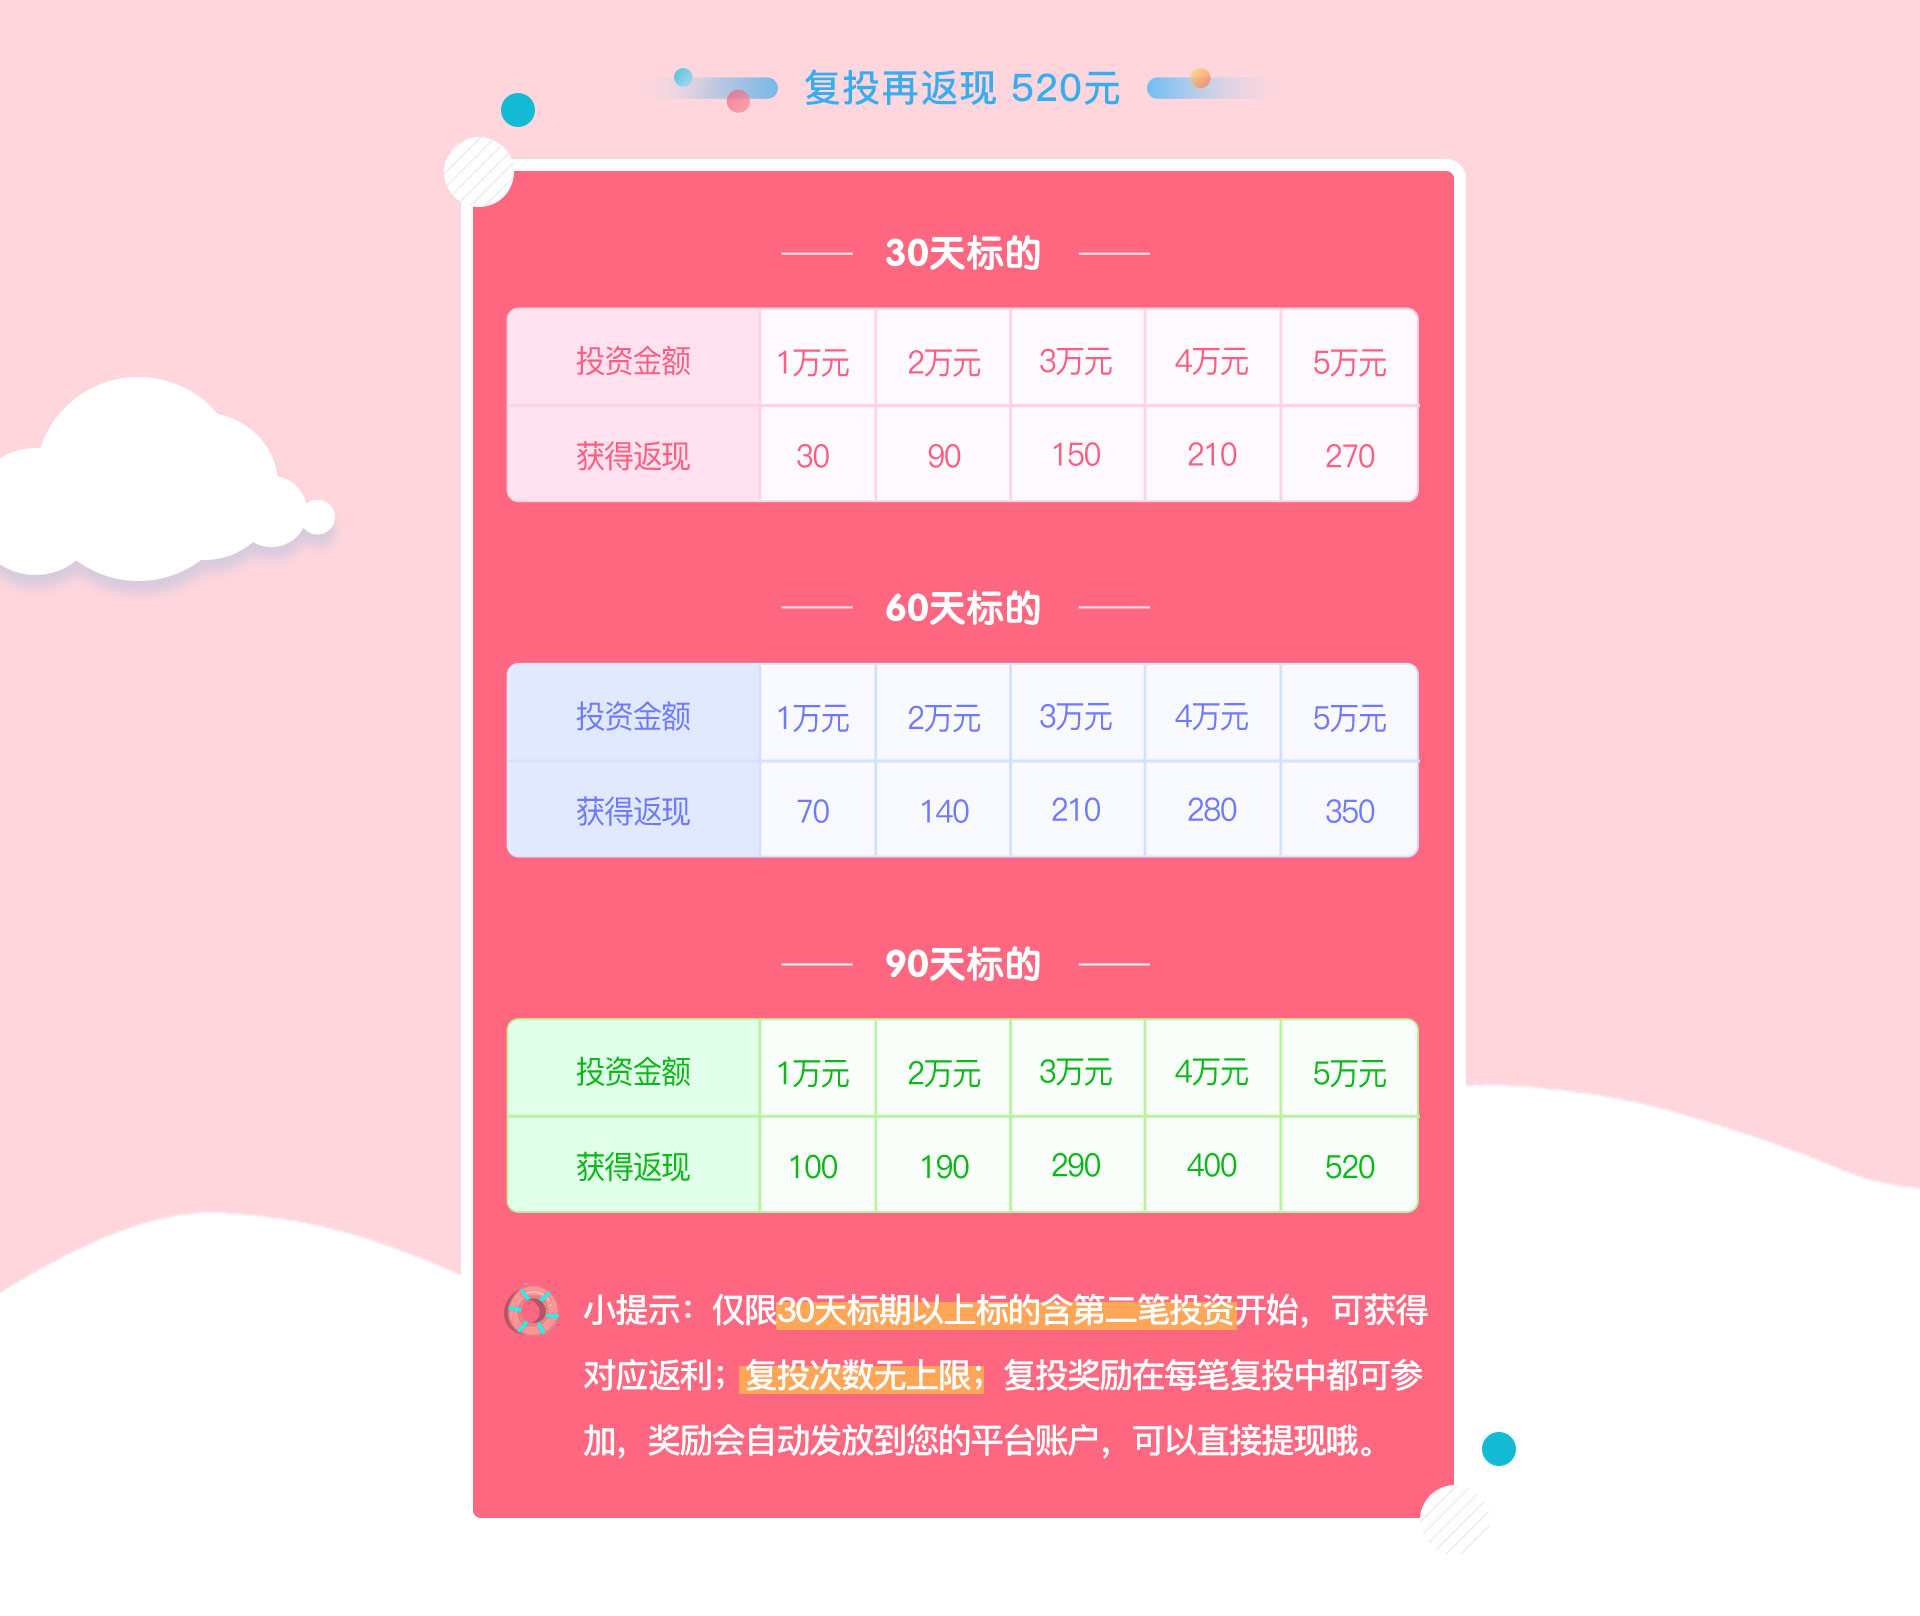 复投再返现 520元
30天标的
投资金额 1万元 2万元 3万元 4万元 5万元
获得返现 30 90 150 210 270
60天标的
投资金额 1万元 2万元 3万元 4万元 5万元
获得返现 70 140 210 280 350
90天标的
投资金额 1万元 2万元 3万元 4万元 5万元
获得返现 100 190 290 400 520
小提示：仅限30天标期以上标的含第二笔投资开始，可获得
对应返利；复投次数无上限；复投奖励在每笔复投中都可参
加，奖励会自动发放到您的平台账户，可以直接提现哦。